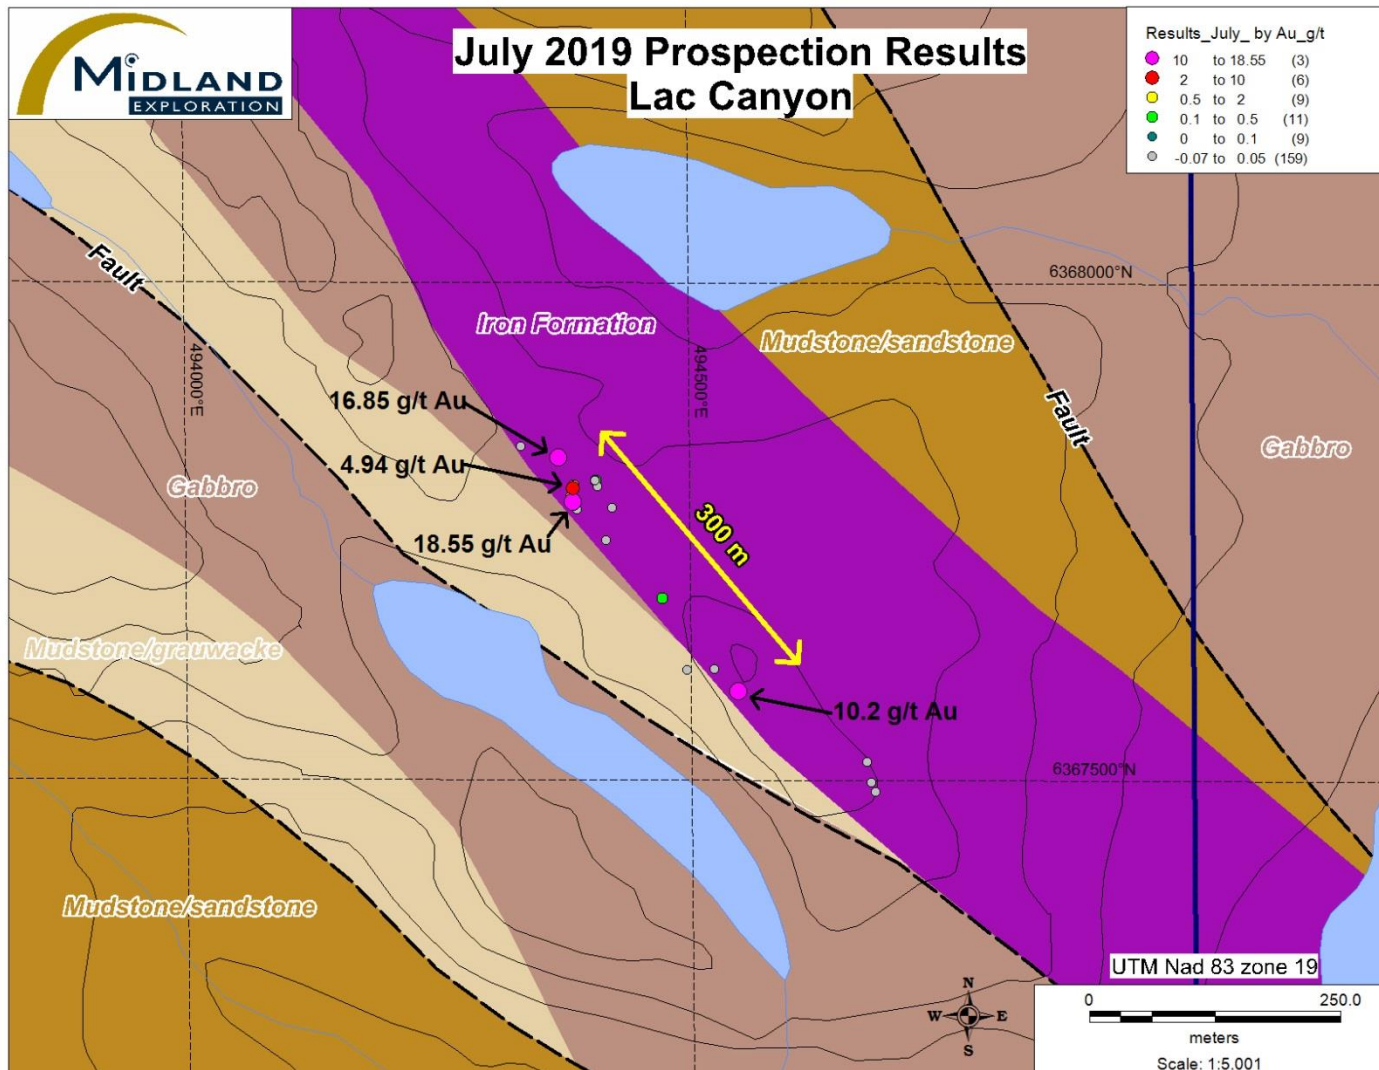 MIDLAND
EXPLORATION
July 2019 Prospection Results
Lac Canyon
Results_July_ by Au_g/t
10 to 18.55 (3)
2 to 10 (6)
0.5 to 2 (9)
0.1 to 0.5 (11)
0 to 0.1 (9)
-0.07 to 0.05 (159)
Fault
6368000°N
Iron Formation
Mudstone/sandstone
494000°E
494500°E
16.85 g/t Au
Fault
Gabbro
4.94 g/t Au
Gabbro
300 m
18.55 g/t Au
Mudstone/grauwacke
10.2 g/t Au
6367500°N
Mudstone/sandstone
UTM Nad 83 zone 19
N
W E
S
0 250.0
meters
Scale: 1:5.001